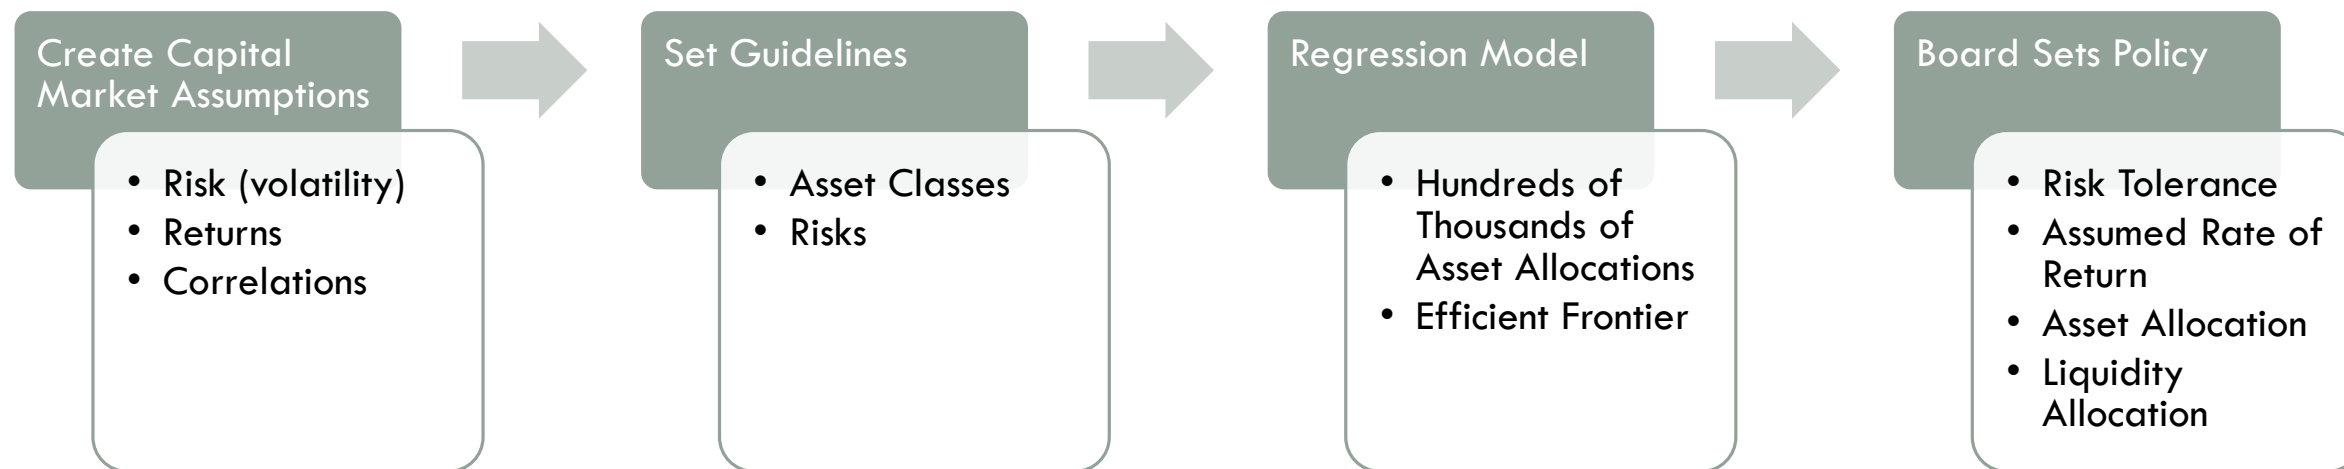 Create Capital
Market Assumptions
• Risk (volatility)
• Returns
• Correlations
Set Guidelines
• Asset Classes
• Risks
Regression Model
• Hundreds of
Thousands of
Asset Allocations
• Efficient Frontier
Board Sets Policy
• Risk Tolerance
• Assumed Rate of
Return
• Asset Allocation
• Liquidity
Allocation